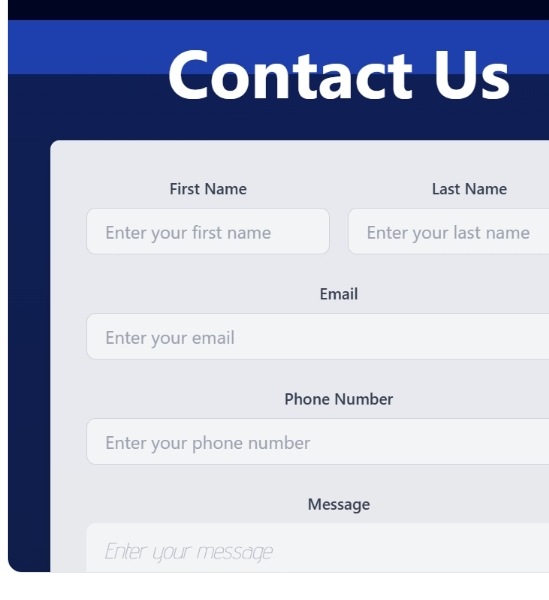 Contact Us
First Name Last Name
Enter your first name Enter your last name
Email
Enter your email
Phone Number
Enter your phone number
Message
Enter your message